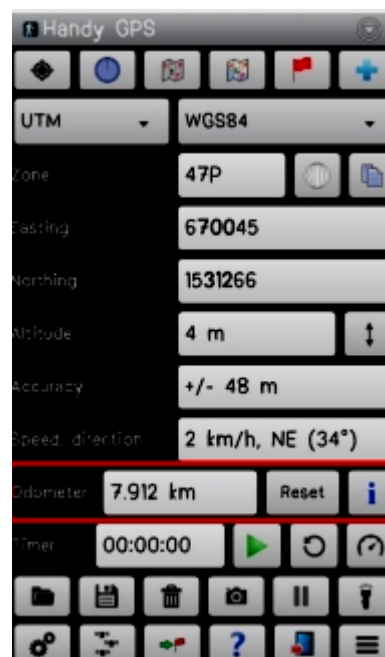 Handy GPS
UTM WGS84
Zone 47P
Easting 670045
Northing 1531266
Altitude 4 m
Accuracy +/- 48 m
Speed, direction 2 km/h, NE (34°)
Odometer 7.912 km Reset i
Timer 00:00:00
?